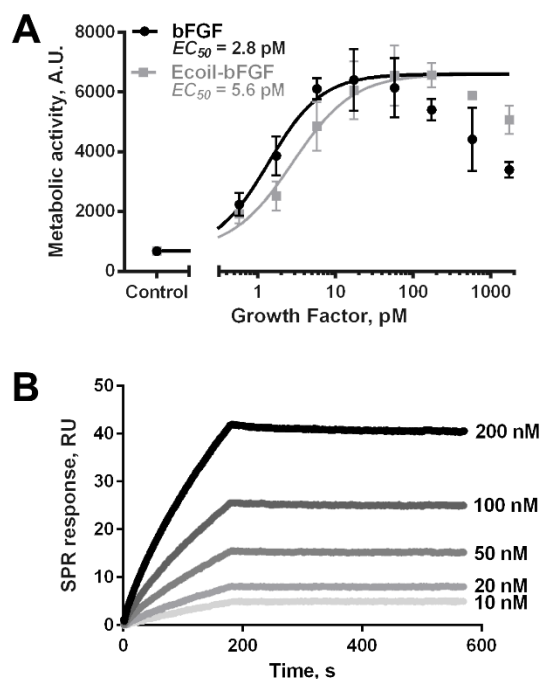 A
bFGF
EC50 = 2.8 pM
Ecoil-bFGF
EC50 = 5.6 pM
Metabolic activity, A.U.
8000
6000
4000
2000
0
Control
1
10
100
1000
Growth Factor, pM
B
SPR response, RU
50
40
30
20
10
0
200 nM
100 nM
50 nM
20 nM
10 nM
0
200
400
600
Time, s